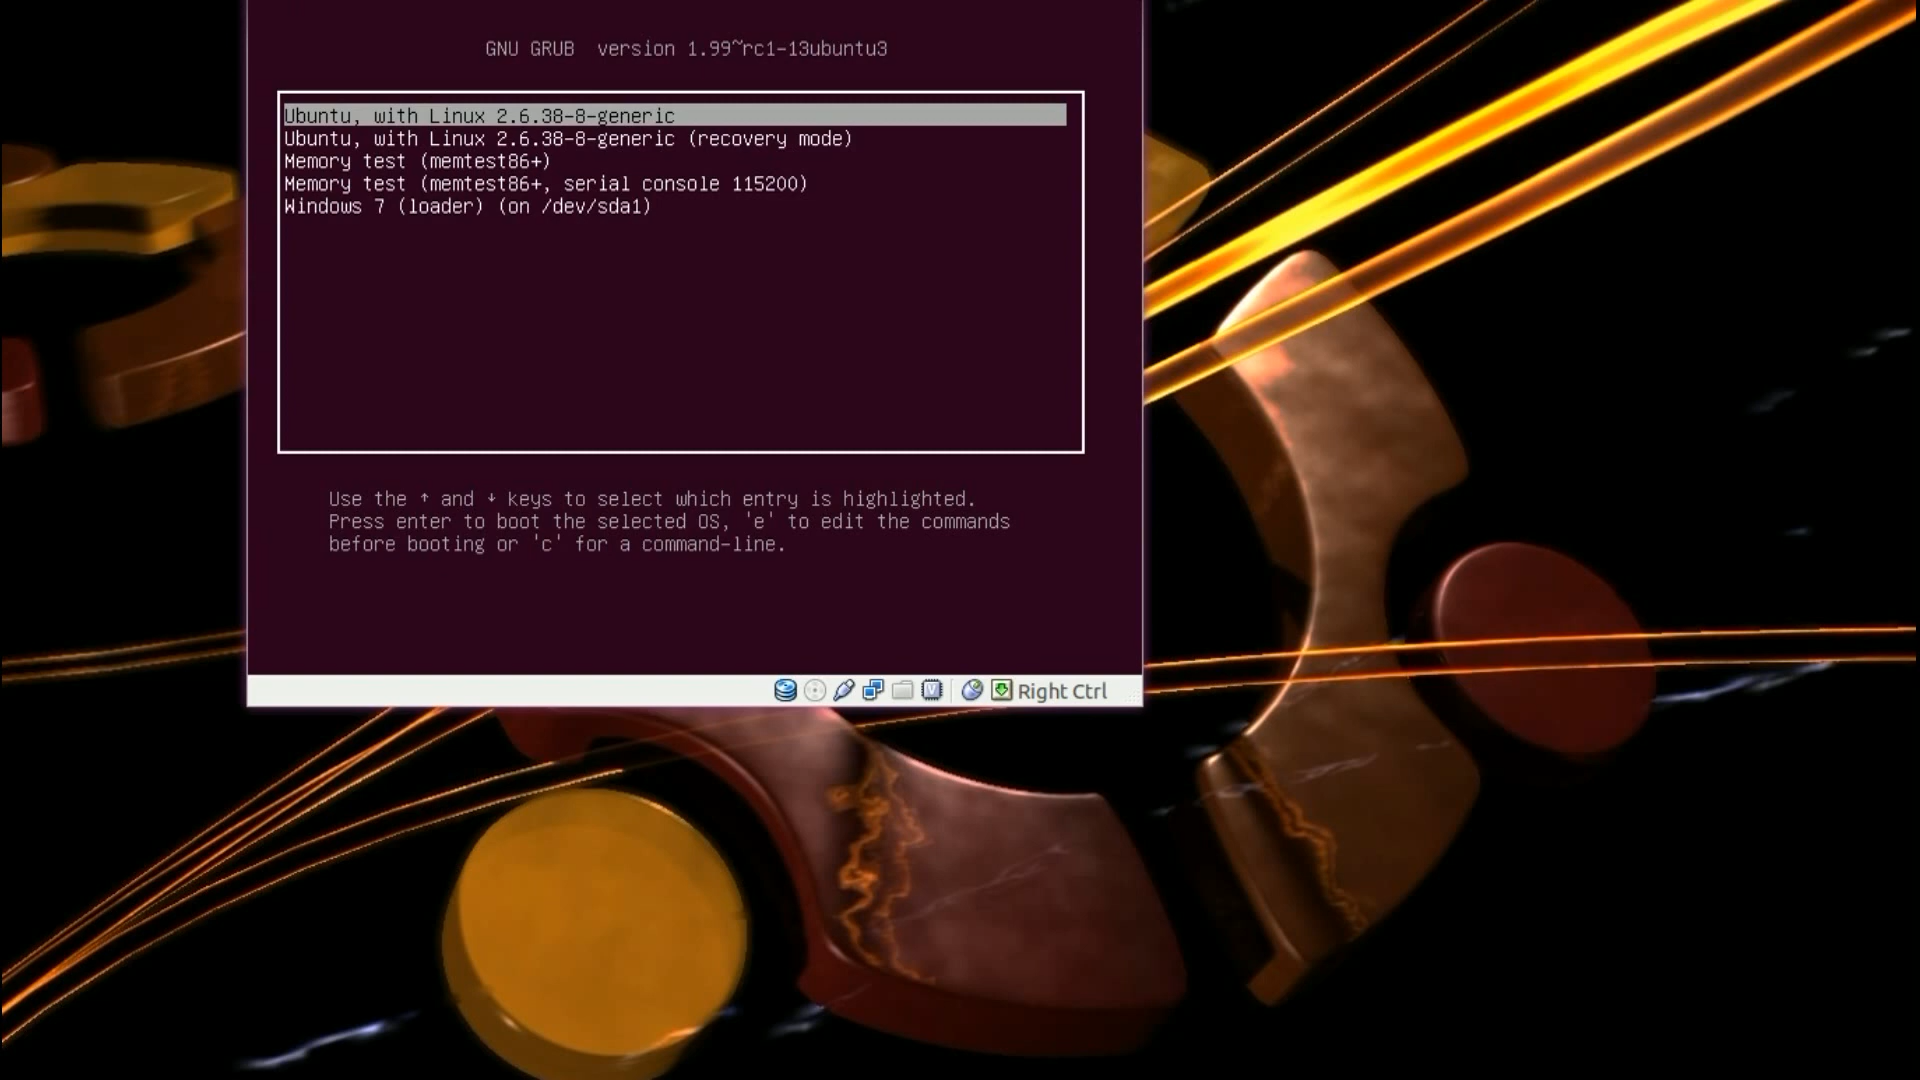 GNU GRUB  version 1.99~rc1-13ubuntu3
Ubuntu, with Linux 2.6.38-8-generic
Ubuntu, with Linux 2.6.38-8-generic (recovery mode)
Memory test (memtest86+)
Memory test (memtest86+, serial console 115200)
Windows 7 (loader) (on /dev/sda1)
Use the ↑ and ↓ keys to select which entry is highlighted.
Press enter to boot the selected OS, 'e' to edit the commands
before booting or 'c' for a command-line.
Right Ctrl